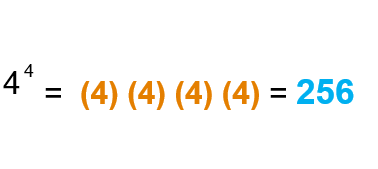 4⁴ = (4) (4) (4) (4) = 256